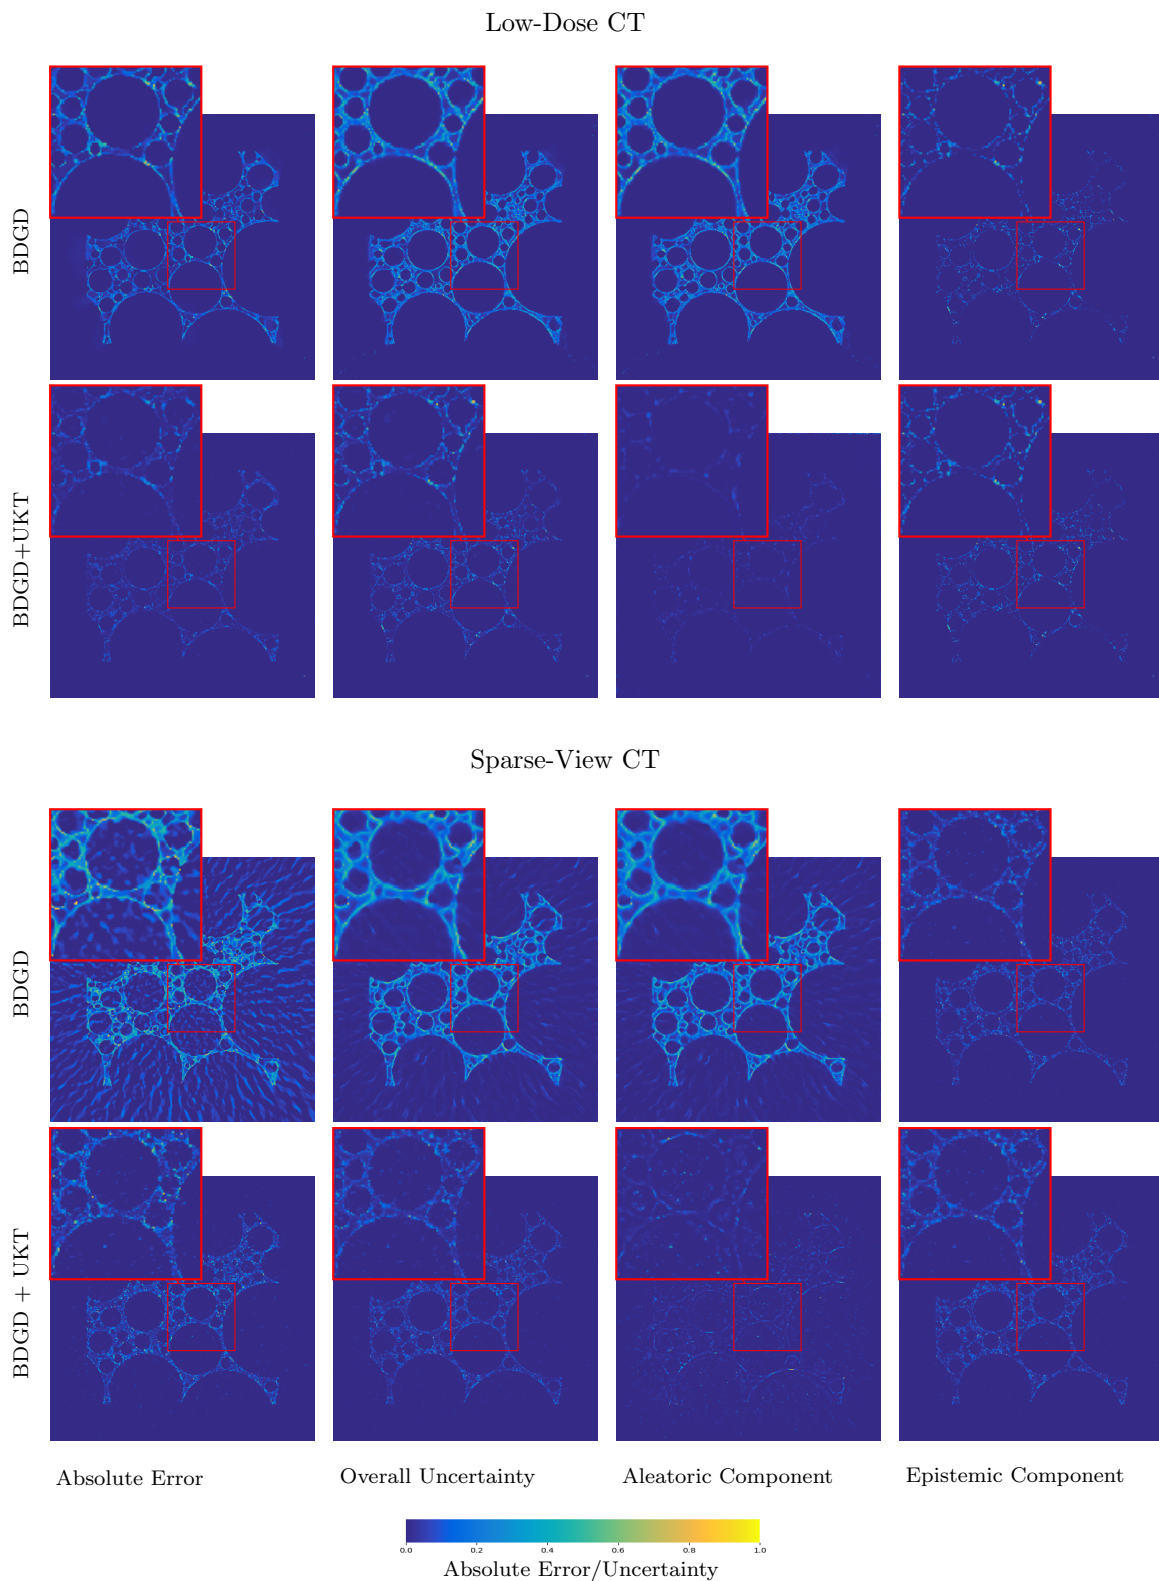 Low-Dose CT
BDGD
BDGD+UKT
Sparse-View CT
BDGD
BDGD + UKT
Absolute Error
Overall Uncertainty
Aleatoric Component
Epistemic Component
0.0 0.2 0.4 0.6 0.8 1.0
Absolute Error/Uncertainty